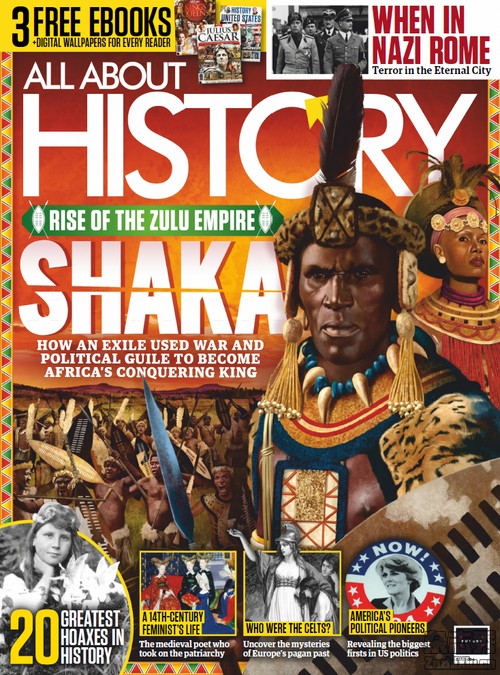 3 FREE EBOOKS
+DIGITAL WALLPAPERS FOR EVERY READER
HISTORY
UNITED STATES
JULIUS
CAESAR
WHEN IN
NAZI ROME
Terror in the Eternal City
ALL ABOUT
HISTORY
RISE OF THE ZULU EMPIRE
SHAKA
HOW AN EXILE USED WAR AND
POLITICAL GUILE TO BECOME
AFRICA'S CONQUERING KING
20 GREATEST
HOAXES IN
HISTORY
A 14TH-CENTURY
FEMINIST'S LIFE
The medieval poet who
took on the patriarchy
WHO WERE THE CELTS?
Uncover the mysteries
of Europe's pagan past
NOW!
AMERICA'S
POLITICAL PIONEERS
Revealing the biggest
firsts in US politics
FUTURE